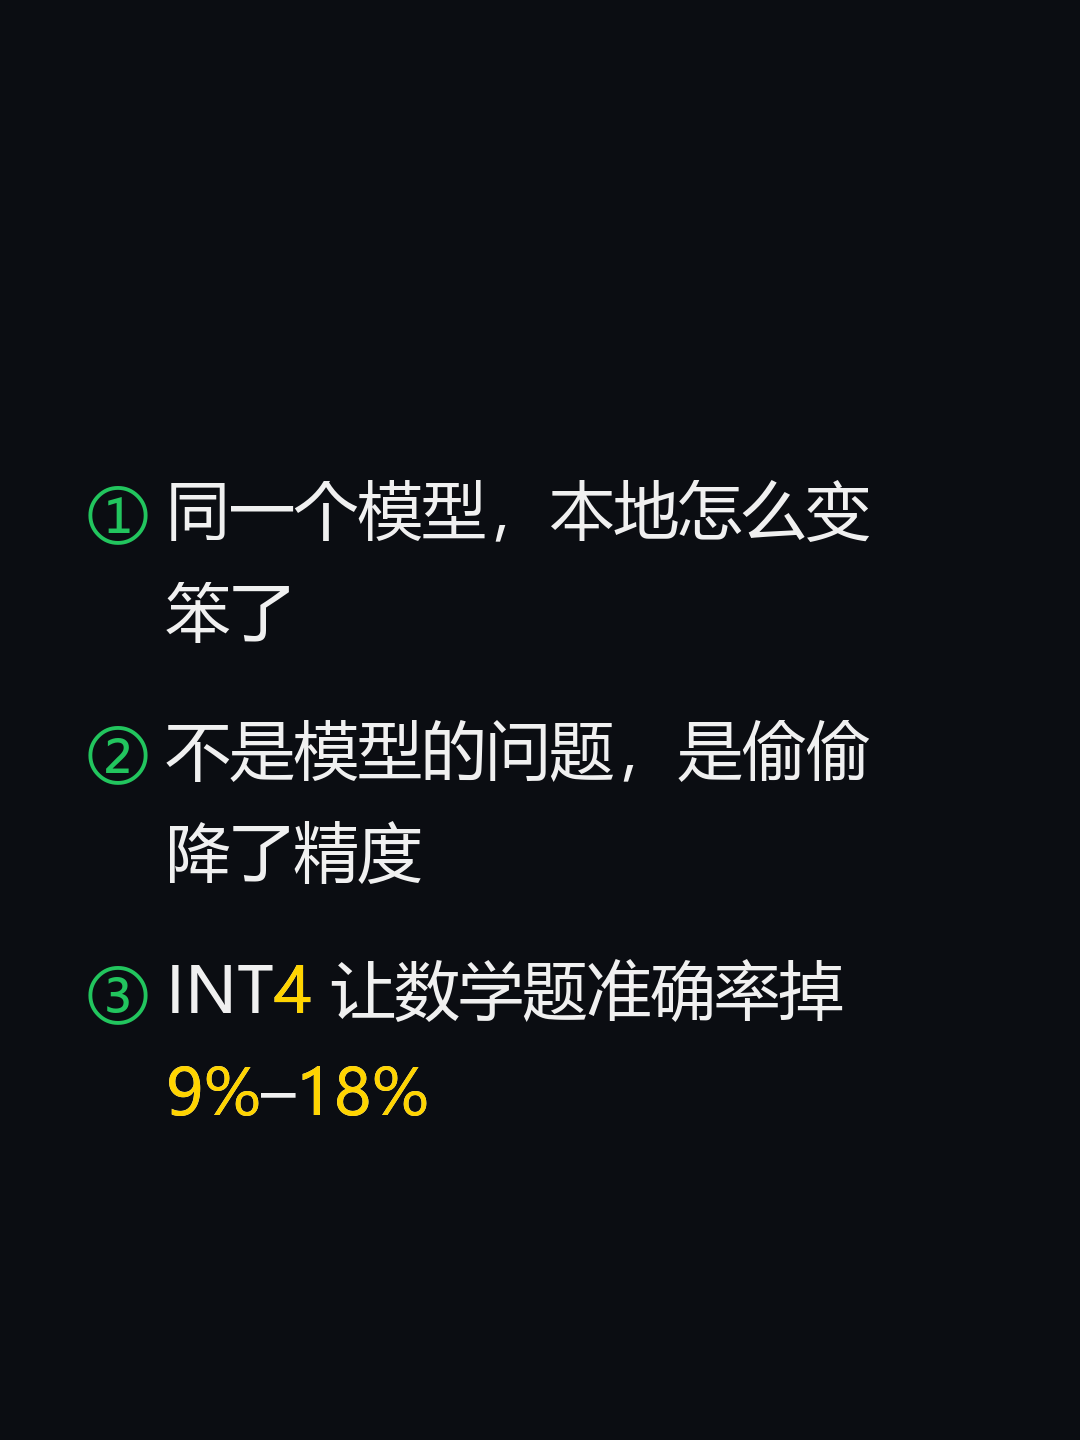 ① 同一个模型，本地怎么变
笨了
② 不是模型的问题，是偷偷
降了精度
③ INT4 让数学题准确率掉
9%–18%